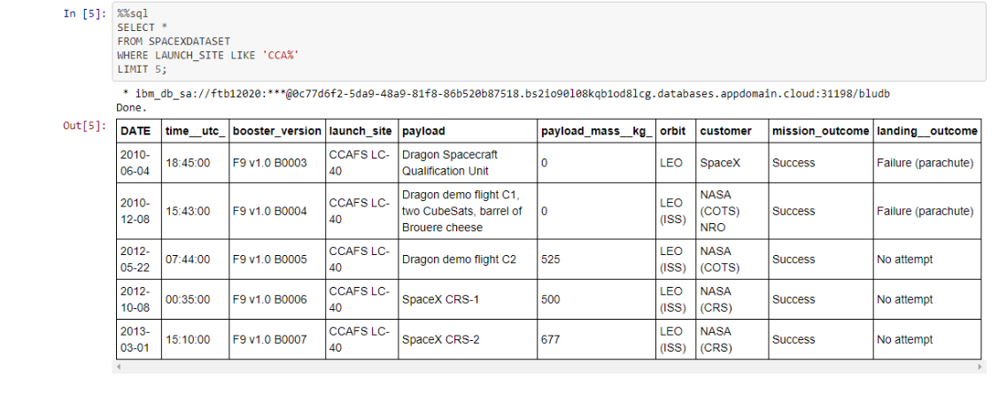 In [5]: %%sql
SELECT *
FROM SPACEXDATASET
WHERE LAUNCH_SITE LIKE 'CCA%'
LIMIT 5;
* ibm_db_sa://ftb12020:***@0c77d6f2-5da9-48a9-81f8-86b520b87518.bs2io90l08kqb1od8lcg.databases.appdomain.cloud:31198/bludb
Done.
Out[5]:
DATE time__utc_ booster_version launch_site payload payload_mass__kg_ orbit customer mission_outcome landing__outcome
2010-
06-04
18:45:00
F9 v1.0 B0003
CCAFS LC-
40
Dragon Spacecraft
Qualification Unit
0
LEO
SpaceX
Success
Failure (parachute)
2010-
12-08
15:43:00
F9 v1.0 B0004
CCAFS LC-
40
Dragon demo flight C1,
two CubeSats, barrel of
Brouere cheese
0
LEO
(ISS)
NASA
(COTS)
NRO
Success
Failure (parachute)
2012-
05-22
07:44:00
F9 v1.0 B0005
CCAFS LC-
40
Dragon demo flight C2
525
LEO
(ISS)
NASA
(COTS)
Success
No attempt
2012-
10-08
00:35:00
F9 v1.0 B0006
CCAFS LC-
40
SpaceX CRS-1
500
LEO
(ISS)
NASA
(CRS)
Success
No attempt
2013-
03-01
15:10:00
F9 v1.0 B0007
CCAFS LC-
40
SpaceX CRS-2
677
LEO
(ISS)
NASA
(CRS)
Success
No attempt